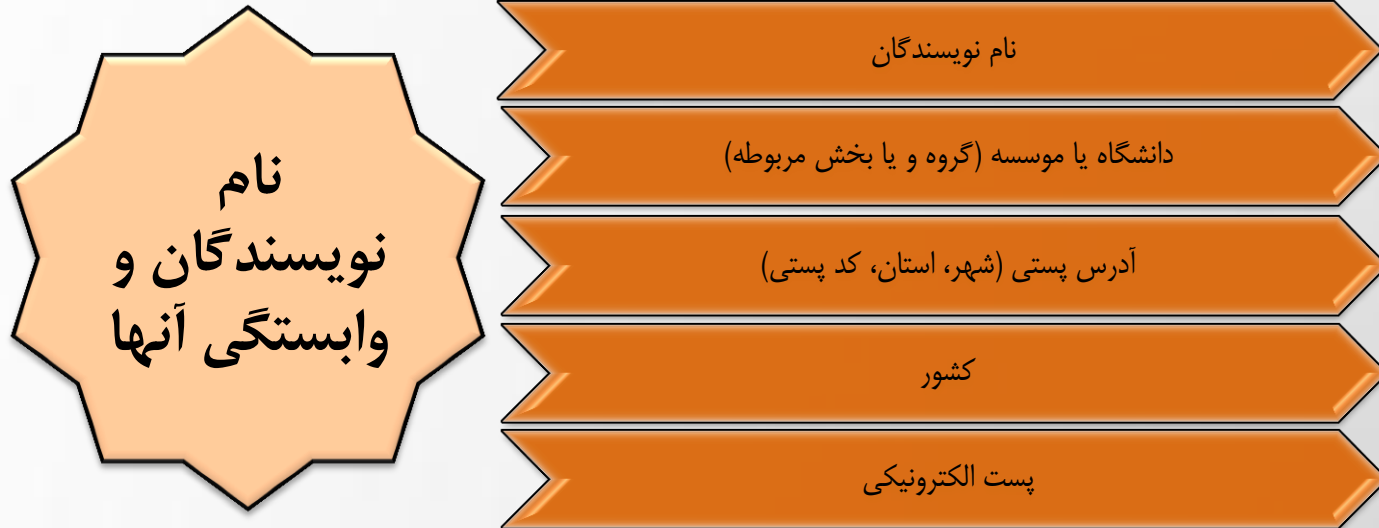 نام
نویسندگان و
وابستگی آنها
نام نویسندگان
دانشگاه یا موسسه (گروه و یا بخش مربوطه)
آدرس پستی (شهر، استان، کد پستی)
کشور
پست الکترونیکی